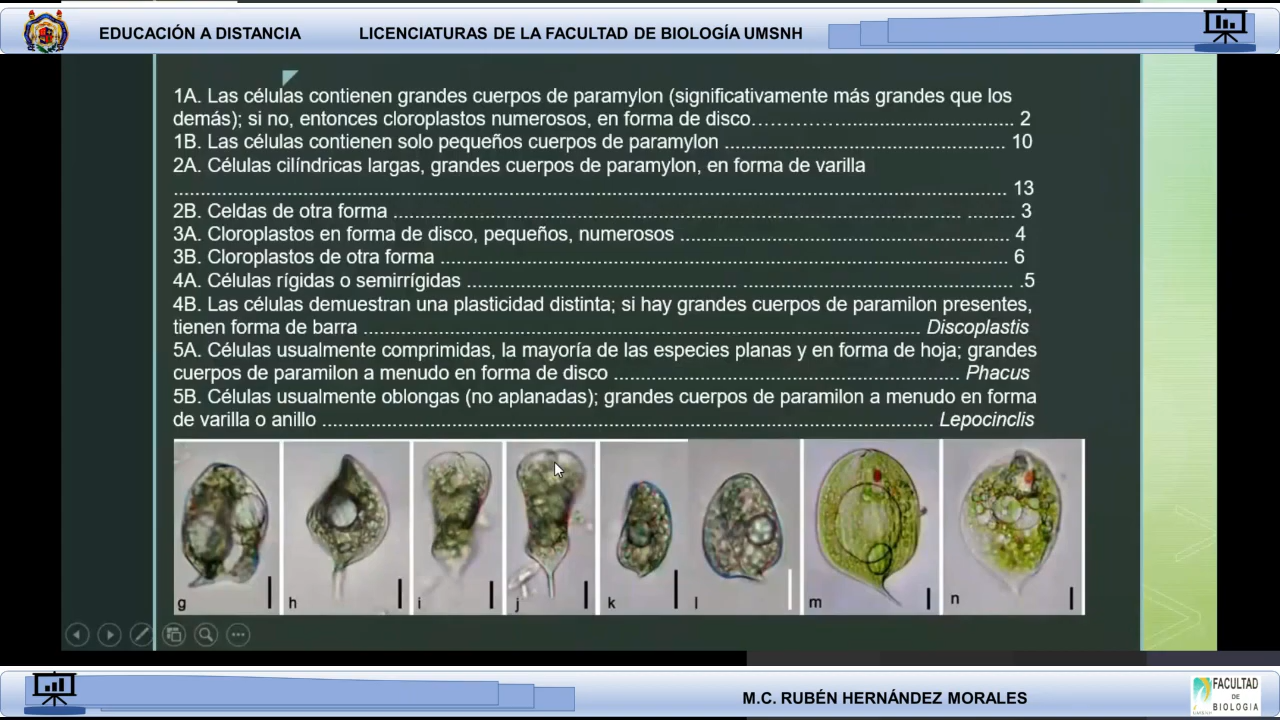 EDUCACIÓN A DISTANCIA LICENCIATURAS DE LA FACULTAD DE BIOLOGÍA UMSNH
1A. Las células contienen grandes cuerpos de paramylon (significativamente más grandes que los
demás); si no, entonces cloroplastos numerosos, en forma de disco…………................................ 2
1B. Las células contienen solo pequeños cuerpos de paramylon ............................................... 10
2A. Células cilíndricas largas, grandes cuerpos de paramylon, en forma de varilla
........................................................................................................................................ 13
2B. Celdas de otra forma ............................................................................................... ........ 3
3A. Cloroplastos en forma de disco, pequeños, numerosos ....................................................... 4
3B. Cloroplastos de otra forma ............................................................................................... 6
4A. Células rígidas o semirrígidas ............................................. .............................................. .5
4B. Las células demuestran una plasticidad distinta; si hay grandes cuerpos de paramilon presentes,
tienen forma de barra ............................................................................................. Discoplastis
5A. Células usualmente comprimidas, la mayoría de las especies planas y en forma de hoja; grandes
cuerpos de paramilon a menudo en forma de disco .......................................................... Phacus
5B. Células usualmente oblongas (no aplanadas); grandes cuerpos de paramilon a menudo en forma
de varilla o anillo ...................................................................................................... Lepocinclis
g h i j k l m n
M.C. RUBÉN HERNÁNDEZ MORALES
FACULTAD
DE
BIOLOGIA